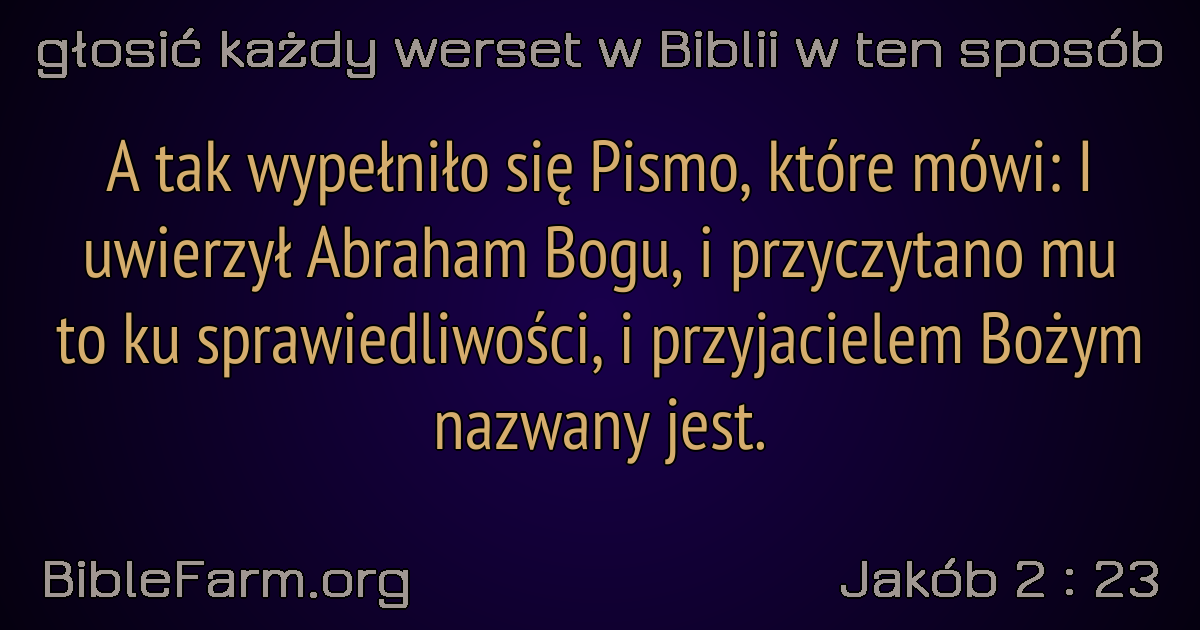 głosić każdy werset w Biblii w ten sposób
A tak wypełniło się Pismo, które mówi: I
uwierzył Abraham Bogu, i przyczytano mu
to ku sprawiedliwości, i przyjacielem Bożym
nazwany jest.
BibleFarm.org
Jakób 2 : 23